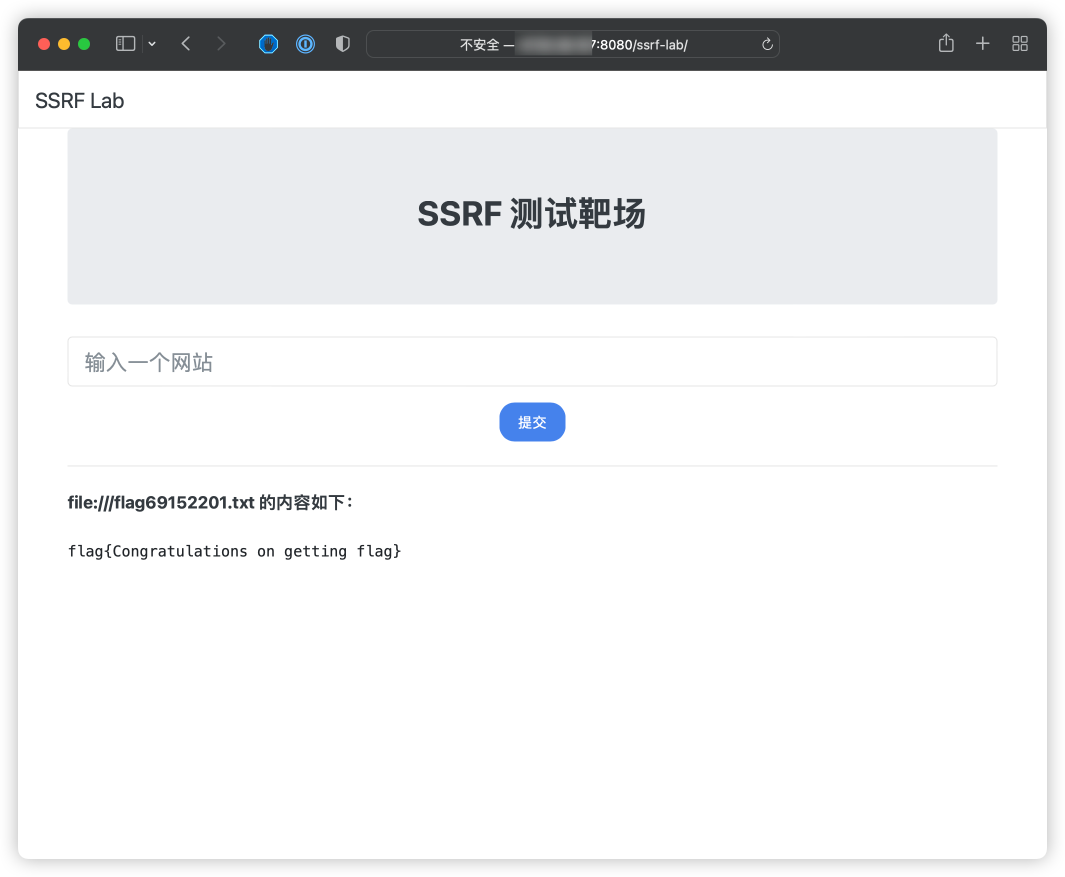 不安全 — 7:8080/ssrf-lab/
SSRF Lab
SSRF 测试靶场
输入一个网站
提交
file:///flag69152201.txt 的内容如下：
flag{Congratulations on getting flag}